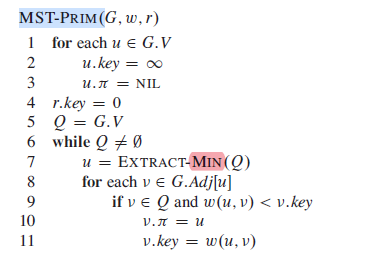 MST-PRIM(G, w, r)
1 for each u ∈ G.V
2 u.key = ∞
3 u.π = NIL
4 r.key = 0
5 Q = G.V
6 while Q ≠ ∅
7 u = EXTRACT-MIN(Q)
8 for each v ∈ G.Adj[u]
9 if v ∈ Q and w(u, v) < v.key
10 v.π = u
11 v.key = w(u, v)